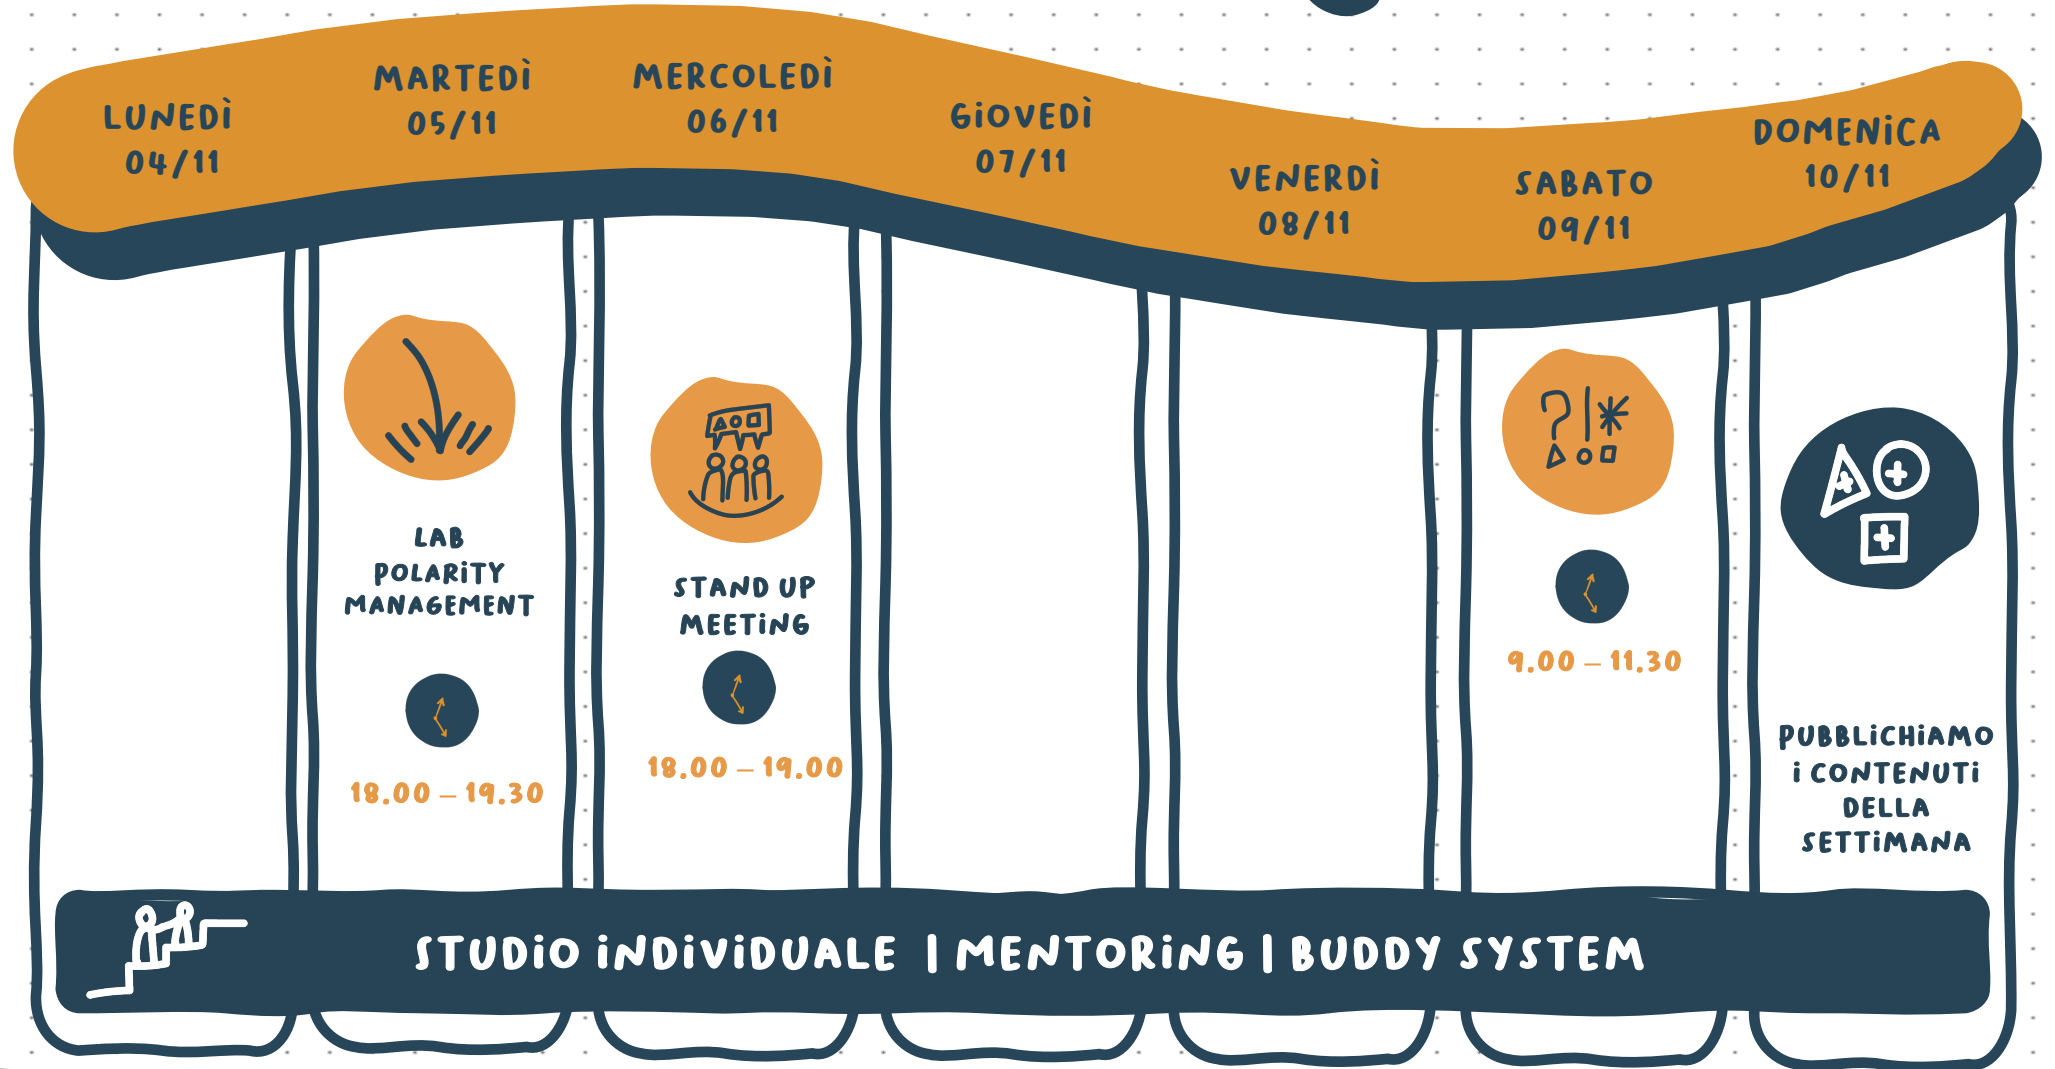 LUNEDÌ
04/11
MARTEDÌ
05/11
MERCOLEDÌ
06/11
GIOVEDÌ
07/11
VENERDÌ
08/11
SABATO
09/11
DOMENICA
10/11
LAB
POLARITY
MANAGEMENT
18.00 – 19.30
STAND UP
MEETING
18.00 – 19.00
?|*
9.00 – 11.30
PUBBLICHIAMO
I CONTENUTI
DELLA
SETTIMANA
STUDIO INDIVIDUALE | MENTORING | BUDDY SYSTEM